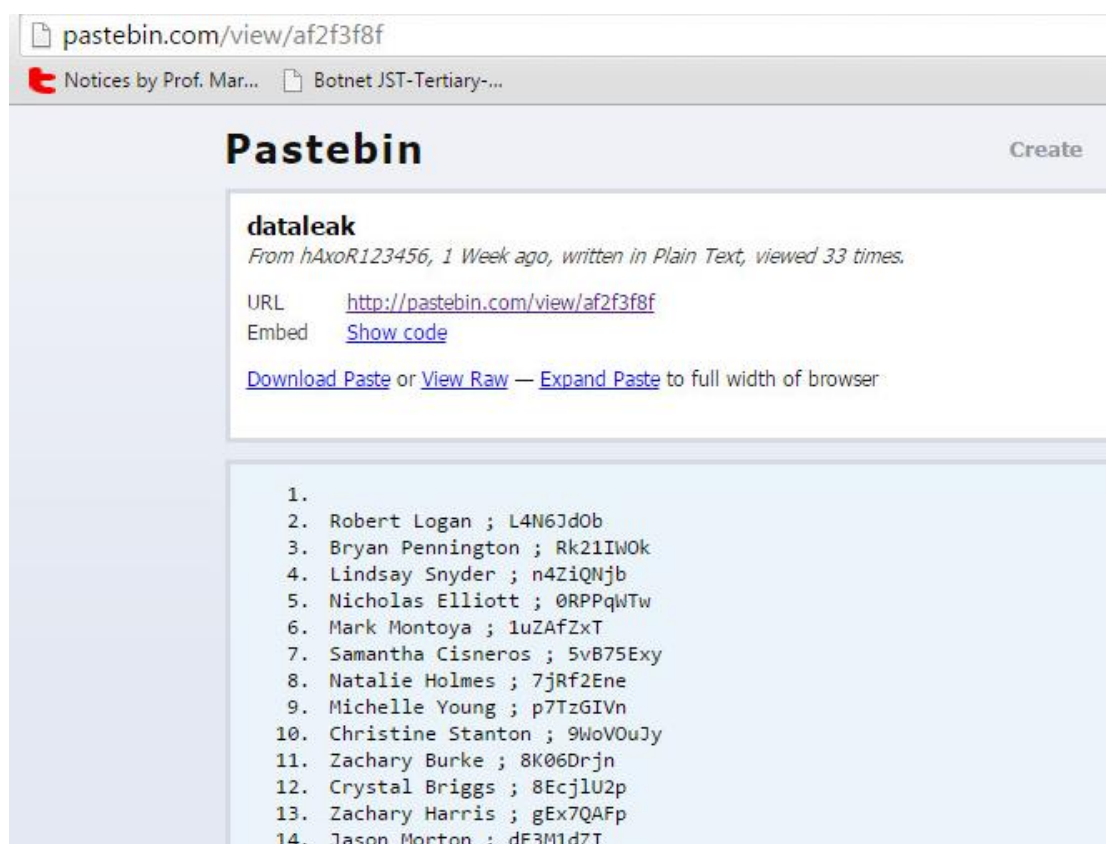 pastebin.com/view/af2f3f8f
Notices by Prof. Mar... Botnet JST-Tertiary-...
Pastebin Create
dataleak
From hAxoR123456, 1 Week ago, written in Plain Text, viewed 33 times.
URL http://pastebin.com/view/af2f3f8f
Embed Show code
Download Paste or View Raw — Expand Paste to full width of browser
1.
2. Robert Logan ; L4N6JdOb
3. Bryan Pennington ; Rk21IWOk
4. Lindsay Snyder ; n4ZiQNjb
5. Nicholas Elliott ; 0RPPqWTw
6. Mark Montoya ; 1uZAfZxT
7. Samantha Cisneros ; 5vB75Exy
8. Natalie Holmes ; 7jRf2Ene
9. Michelle Young ; p7TzGIVn
10. Christine Stanton ; 9WoVOuJy
11. Zachary Burke ; 8K06Drjn
12. Crystal Briggs ; 8EcjlU2p
13. Zachary Harris ; gEx7QAFp
14. Jason Morton ;